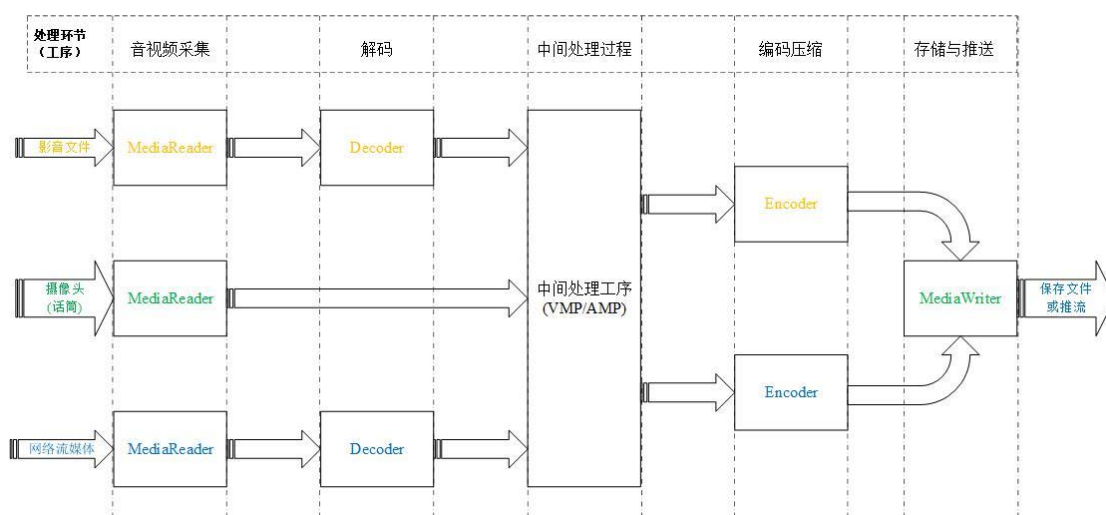 处理环节
（工序）
音视频采集
解码
中间处理过程
编码压缩
存储与推送
影音文件
MediaReader
Decoder
Encoder
摄像头
(话筒)
MediaReader
中间处理工序
(VMP/AMP)
MediaWriter
保存文件
或推流
Encoder
网络流媒体
MediaReader
Decoder